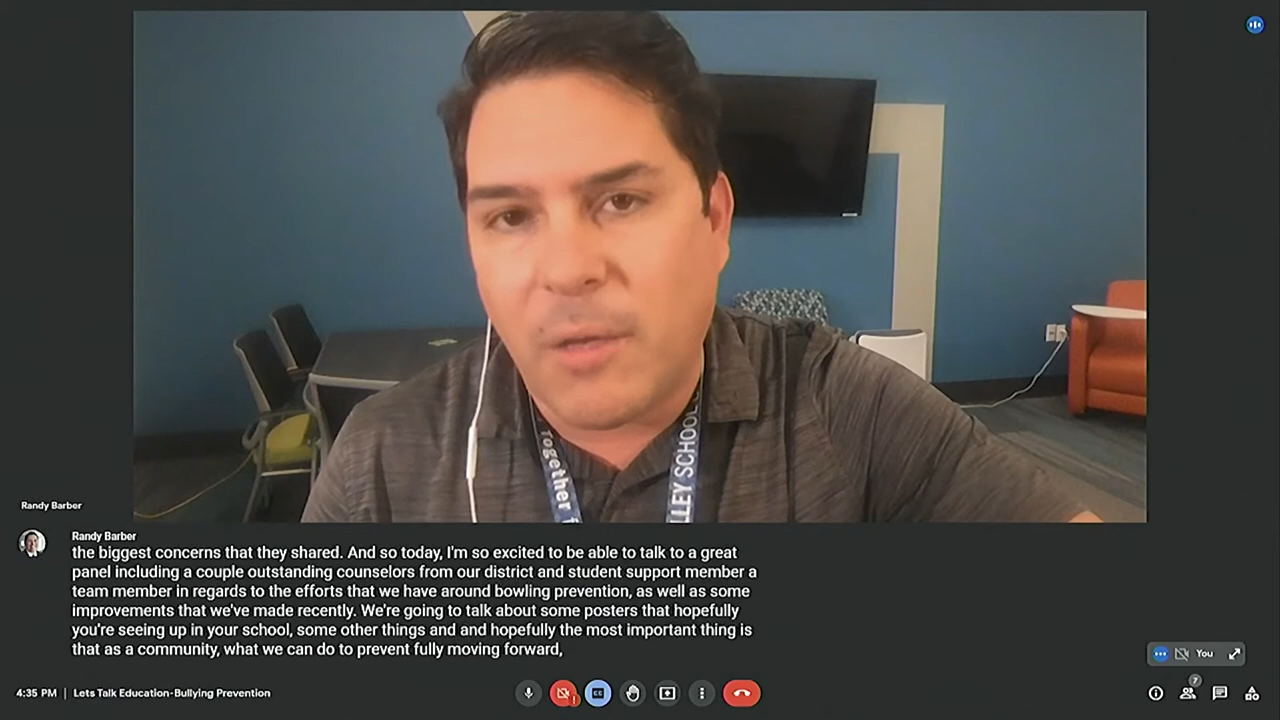 Together f
LLEY SCHOOL
Randy Barber
Randy Barber
the biggest concerns that they shared. And so today, I'm so excited to be able to talk to a great
panel including a couple outstanding counselors from our district and student support member a
team member in regards to the efforts that we have around bowling prevention, as well as some
improvements that we've made recently. We're going to talk about some posters that hopefully
you're seeing up in your school, some other things and and hopefully the most important thing is
that as a community, what we can do to prevent fully moving forward,
You
4:35 PM | Lets Talk Education-Bullying Prevention
CC
7